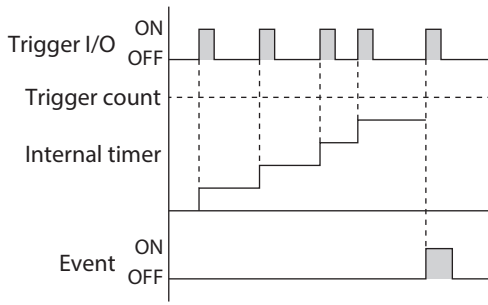 ON
Trigger I/O
OFF
Trigger count
Internal timer
ON
Event
OFF